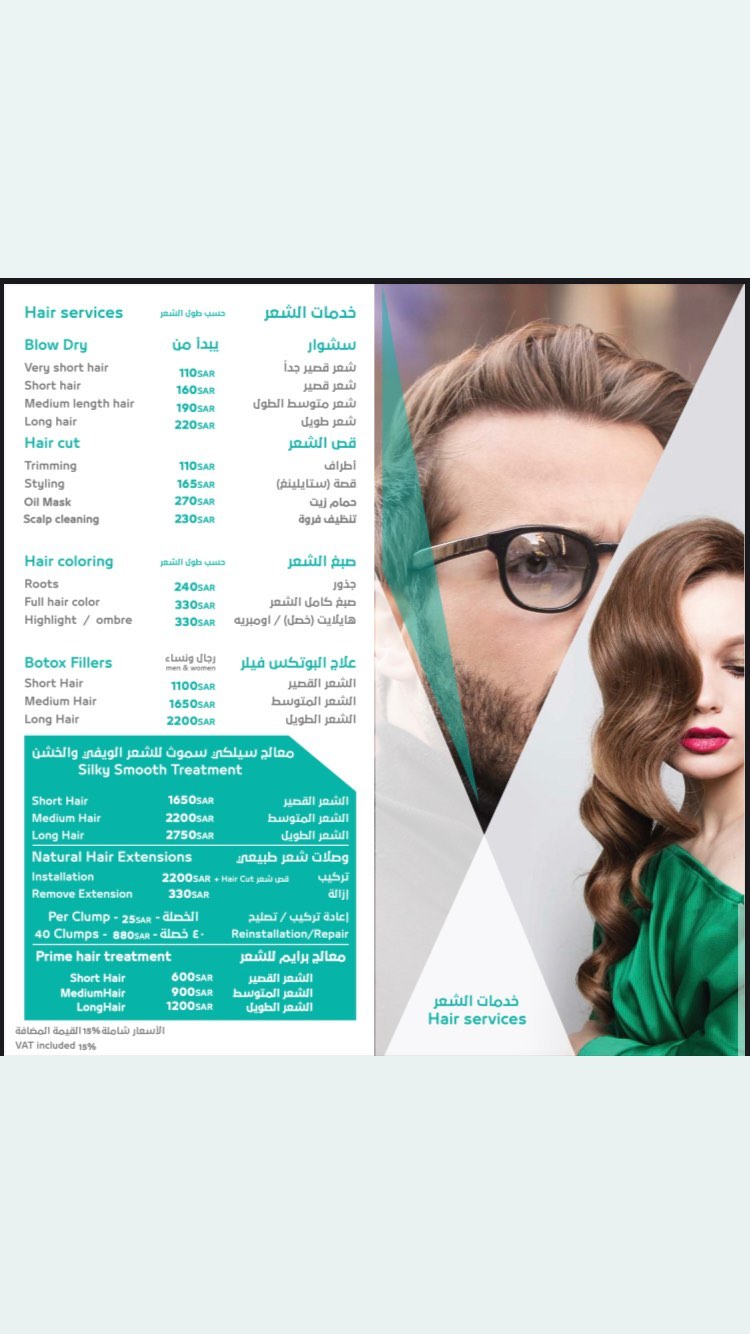 Hair services حسب طول الشعر خدمات الشعر
Blow Dry يبدأ من سشوار
Very short hair 110SAR شعر قصير جداً
Short hair 160SAR شعر قصير
Medium length hair 190SAR شعر متوسط الطول
Long hair 220SAR شعر طويل
Hair cut قص الشعر
Trimming 110SAR أطراف
Styling 165SAR قصة (ستايلينغ)
Oil Mask 270SAR حمام زيت
Scalp cleaning 230SAR تنظيف فروة
Hair coloring حسب طول الشعر صبغ الشعر
Roots 240SAR جذور
Full hair color 330SAR صبغ كامل الشعر
Highlight / ombre 330SAR هايلايت (خصل) / اومبريه
Botox Fillers رجال ونساء علاج البوتكس فيلر
men & women
Short Hair 1100SAR الشعر القصير
Medium Hair 1650SAR الشعر المتوسط
Long Hair 2200SAR الشعر الطويل
معالج سيلكي سموث للشعر الويفي والخشن
Silky Smooth Treatment
Short Hair 1650SAR الشعر القصير
Medium Hair 2200SAR الشعر المتوسط
Long Hair 2750SAR الشعر الطويل
Natural Hair Extensions وصلات شعر طبيعي
Installation 2200SAR + Hair Cut قص شعر تركيب
Remove Extension 330SAR إزالة
Per Clump - 25SAR - الخصلة إعادة تركيب / تصليح
40 Clumps - 880SAR - ٤٠ خصلة Reinstallation/Repair
Prime hair treatment معالج برايم للشعر
Short Hair 600SAR الشعر القصير
MediumHair 900SAR الشعر المتوسط
LongHair 1200SAR الشعر الطويل
الأسعار شاملة 15% القيمة المضافة
VAT included 15%
خدمات الشعر
Hair services